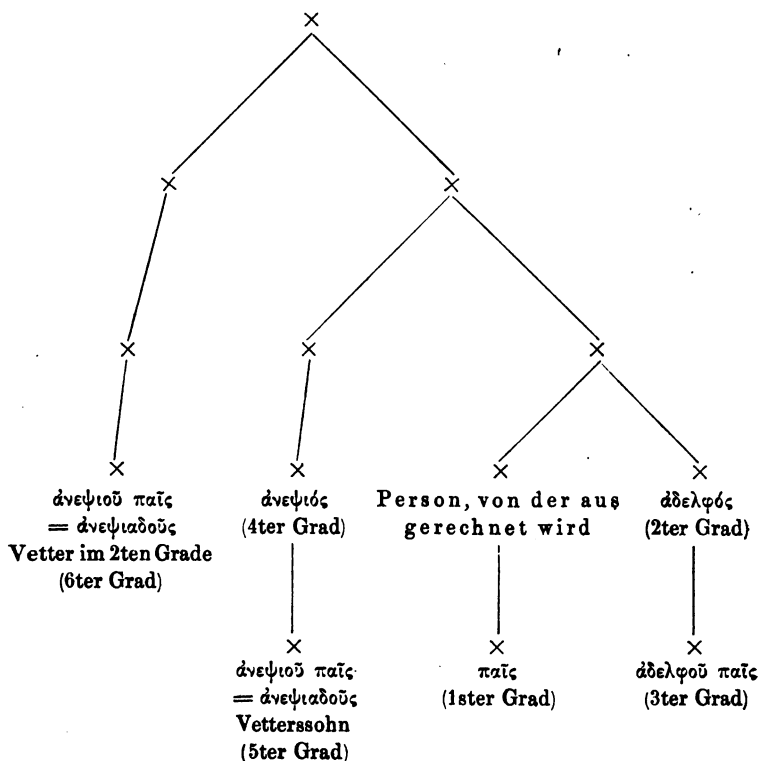 ἀνεψιοῦ παῖς
= ἀνεψιαδοῦς
Vetter im 2ten Grade
(6ter Grad)
ἀνεψιός
(4ter Grad)
Person, von der aus
gerechnet wird
ἀδελφός
(2ter Grad)
ἀνεψιοῦ παῖς
= ἀνεψιαδοῦς
Vetterssohn
(5ter Grad)
παῖς
(1ster Grad)
ἀδελφοῦ παῖς
(3ter Grad)